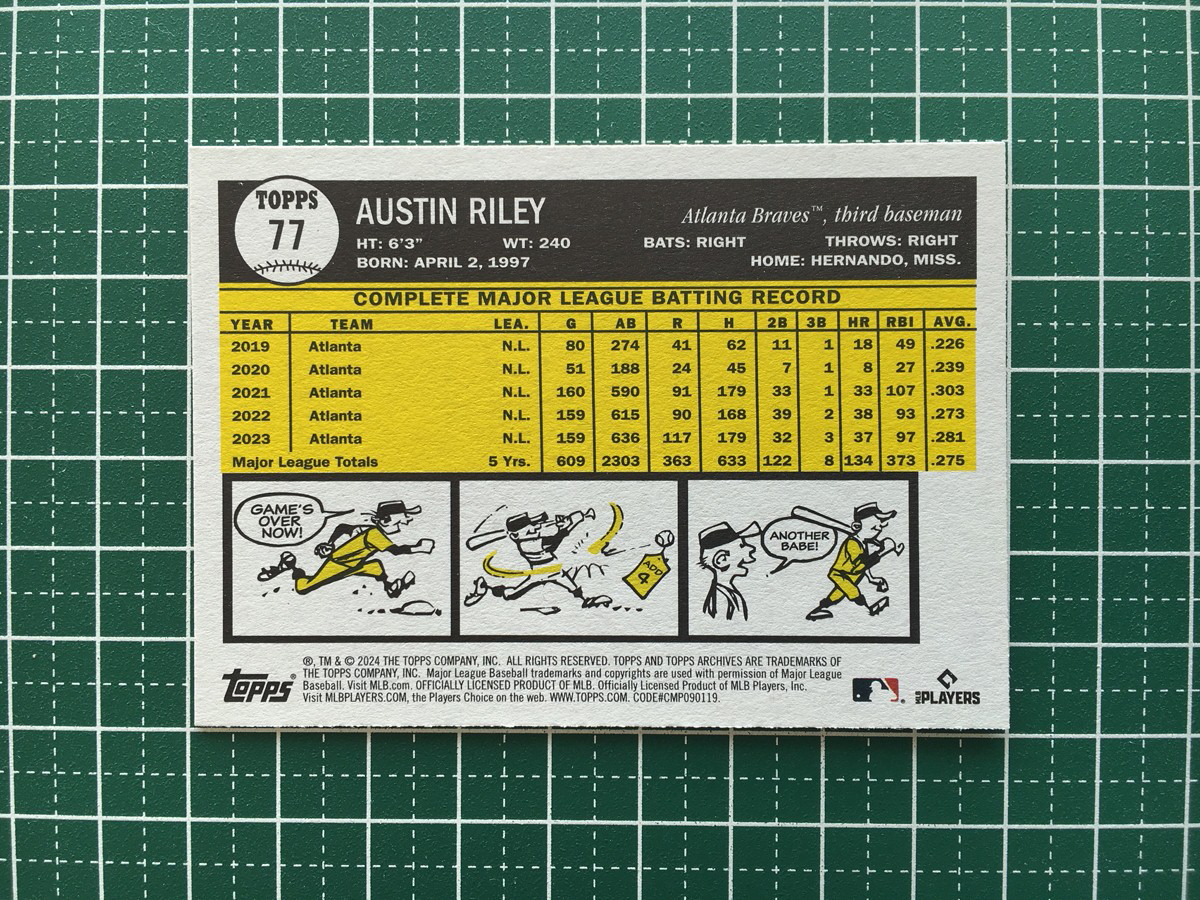 TOPPS
77
AUSTIN RILEY
Atlanta Braves™, third baseman
HT: 6'3" WT: 240 BATS: RIGHT THROWS: RIGHT
BORN: APRIL 2, 1997 HOME: HERNANDO, MISS.
COMPLETE MAJOR LEAGUE BATTING RECORD
YEAR TEAM LEA. G AB R H 2B 3B HR RBI AVG.
2019 Atlanta N.L. 80 274 41 62 11 1 18 49 .226
2020 Atlanta N.L. 51 188 24 45 7 1 8 27 .239
2021 Atlanta N.L. 160 590 91 179 33 1 33 107 .303
2022 Atlanta N.L. 159 615 90 168 39 2 38 93 .273
2023 Atlanta N.L. 159 636 117 179 32 3 37 97 .281
Major League Totals 5 Yrs. 609 2303 363 633 122 8 134 373 .275
GAME'S
OVER
NOW!
ADD
4
ANOTHER
BABE!
Topps®
®, TM & © 2024 THE TOPPS COMPANY, INC. ALL RIGHTS RESERVED. TOPPS AND TOPPS ARCHIVES ARE TRADEMARKS OF
THE TOPPS COMPANY, INC. Major League Baseball trademarks and copyrights are used with permission of Major League
Baseball. Visit MLB.com. OFFICIALLY LICENSED PRODUCT OF MLB. Officially Licensed Product of MLB Players, Inc.
Visit MLBPLAYERS.COM, the Players Choice on the web. WWW.TOPPS.COM. CODE#CMP090119.
MLB PLAYERS